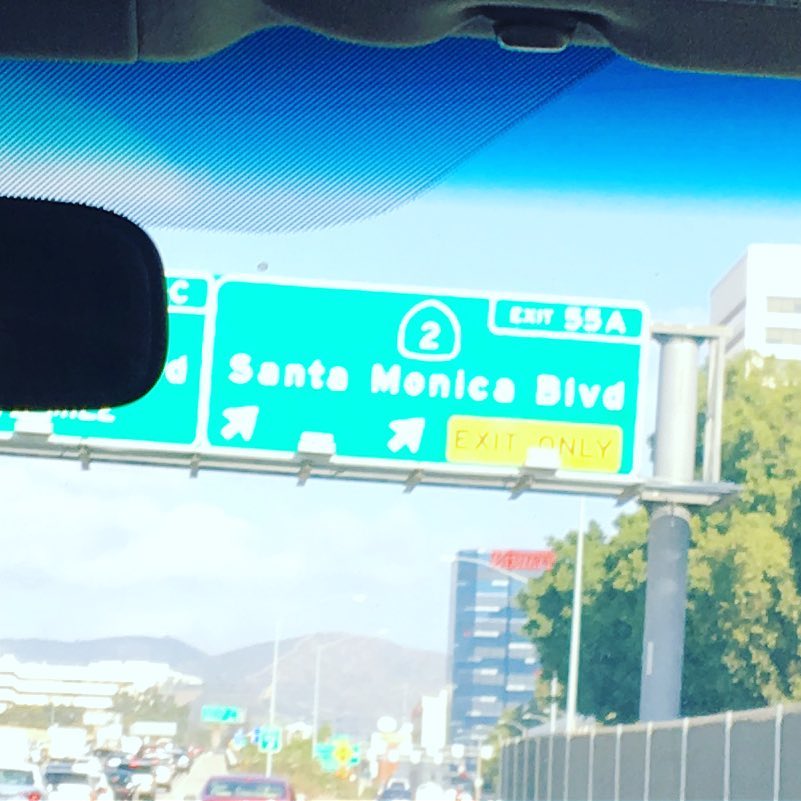 C
d
2
EXIT 55A
Santa Monica Blvd
EXIT ONLY